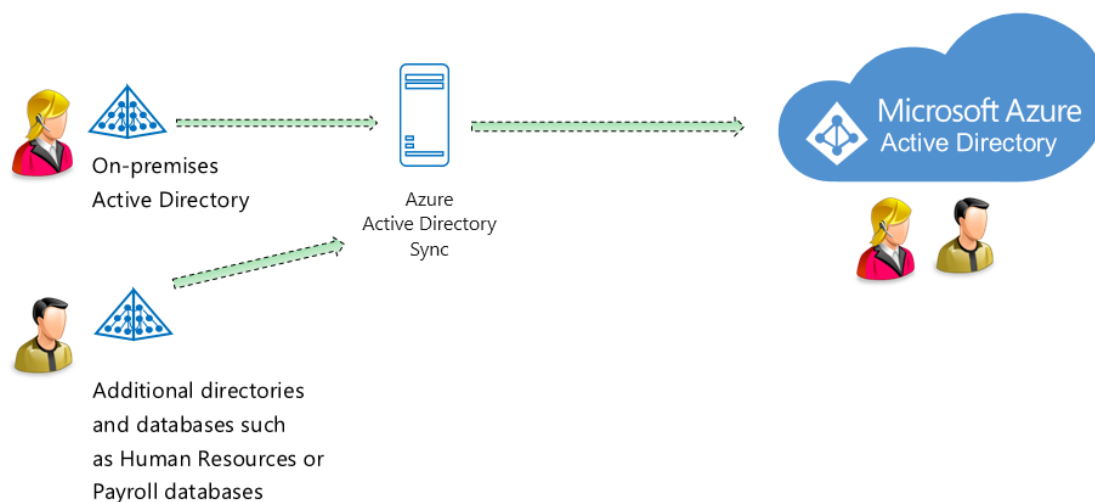 On-premises
Active Directory
Azure
Active Directory
Sync
Microsoft Azure
Active Directory
Additional directories
and databases such
as Human Resources or
Payroll databases